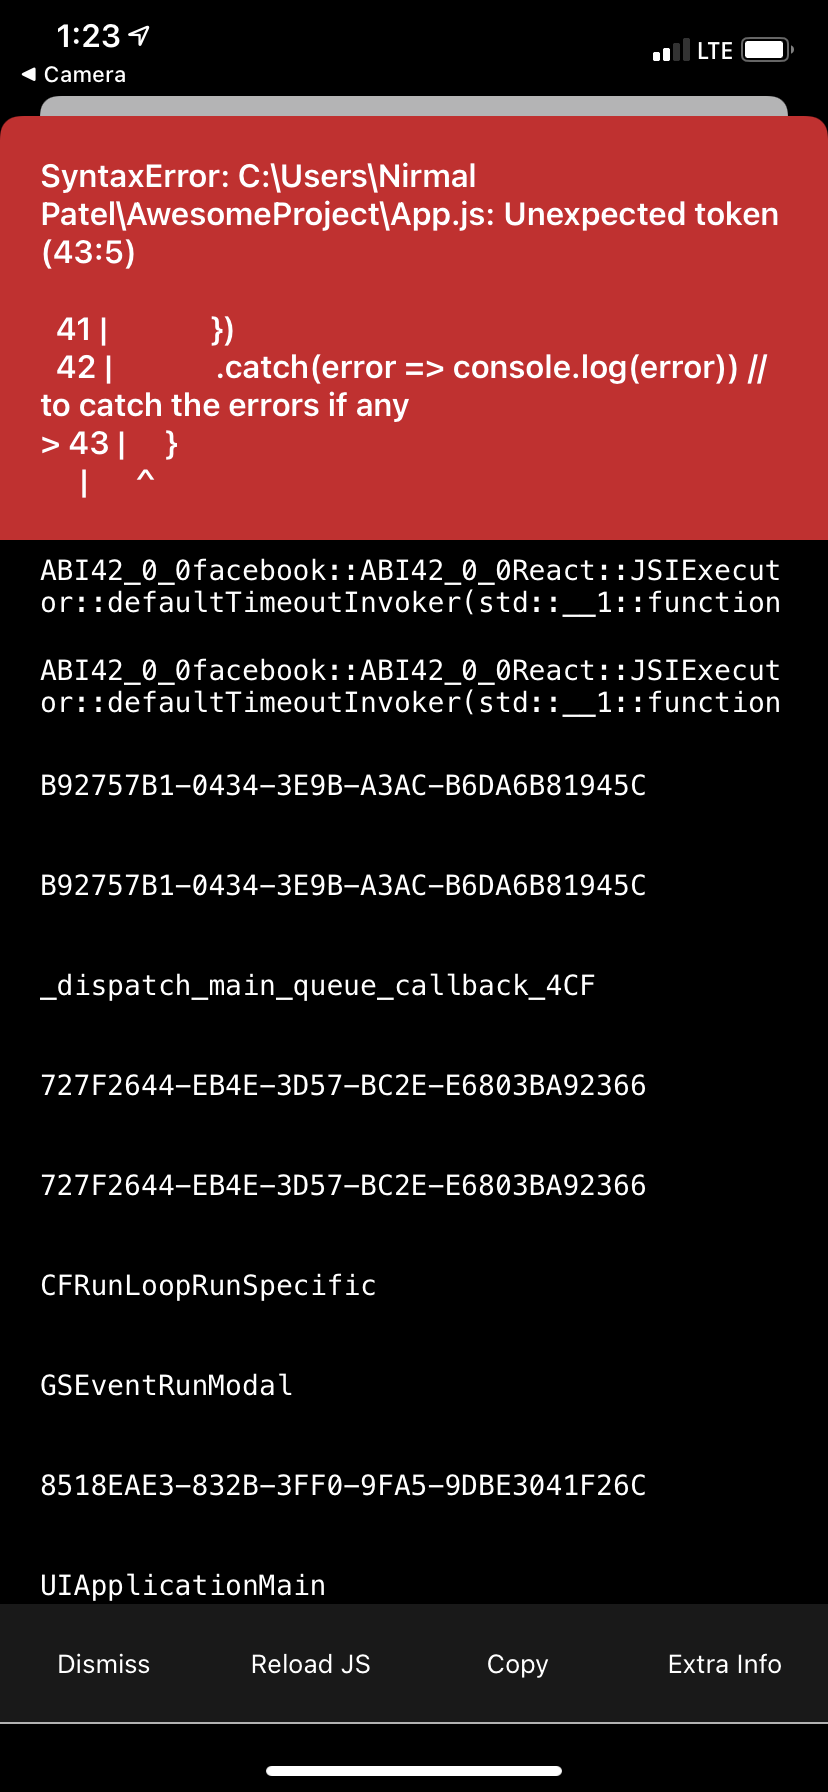 1:23
LTE
◀ Camera
SyntaxError: C:\Users\Nirmal
Patel\AwesomeProject\App.js: Unexpected token
(43:5)
41 | })
42 | .catch(error => console.log(error)) //
to catch the errors if any
> 43 | }
| ^
ABI42_0_0facebook::ABI42_0_0React::JSIExecut
or::defaultTimeoutInvoker(std::__1::function
ABI42_0_0facebook::ABI42_0_0React::JSIExecut
or::defaultTimeoutInvoker(std::__1::function
B92757B1-0434-3E9B-A3AC-B6DA6B81945C
B92757B1-0434-3E9B-A3AC-B6DA6B81945C
_dispatch_main_queue_callback_4CF
727F2644-EB4E-3D57-BC2E-E6803BA92366
727F2644-EB4E-3D57-BC2E-E6803BA92366
CFRunLoopRunSpecific
GSEventRunModal
8518EAE3-832B-3FF0-9FA5-9DBE3041F26C
UIApplicationMain
Dismiss Reload JS Copy Extra Info